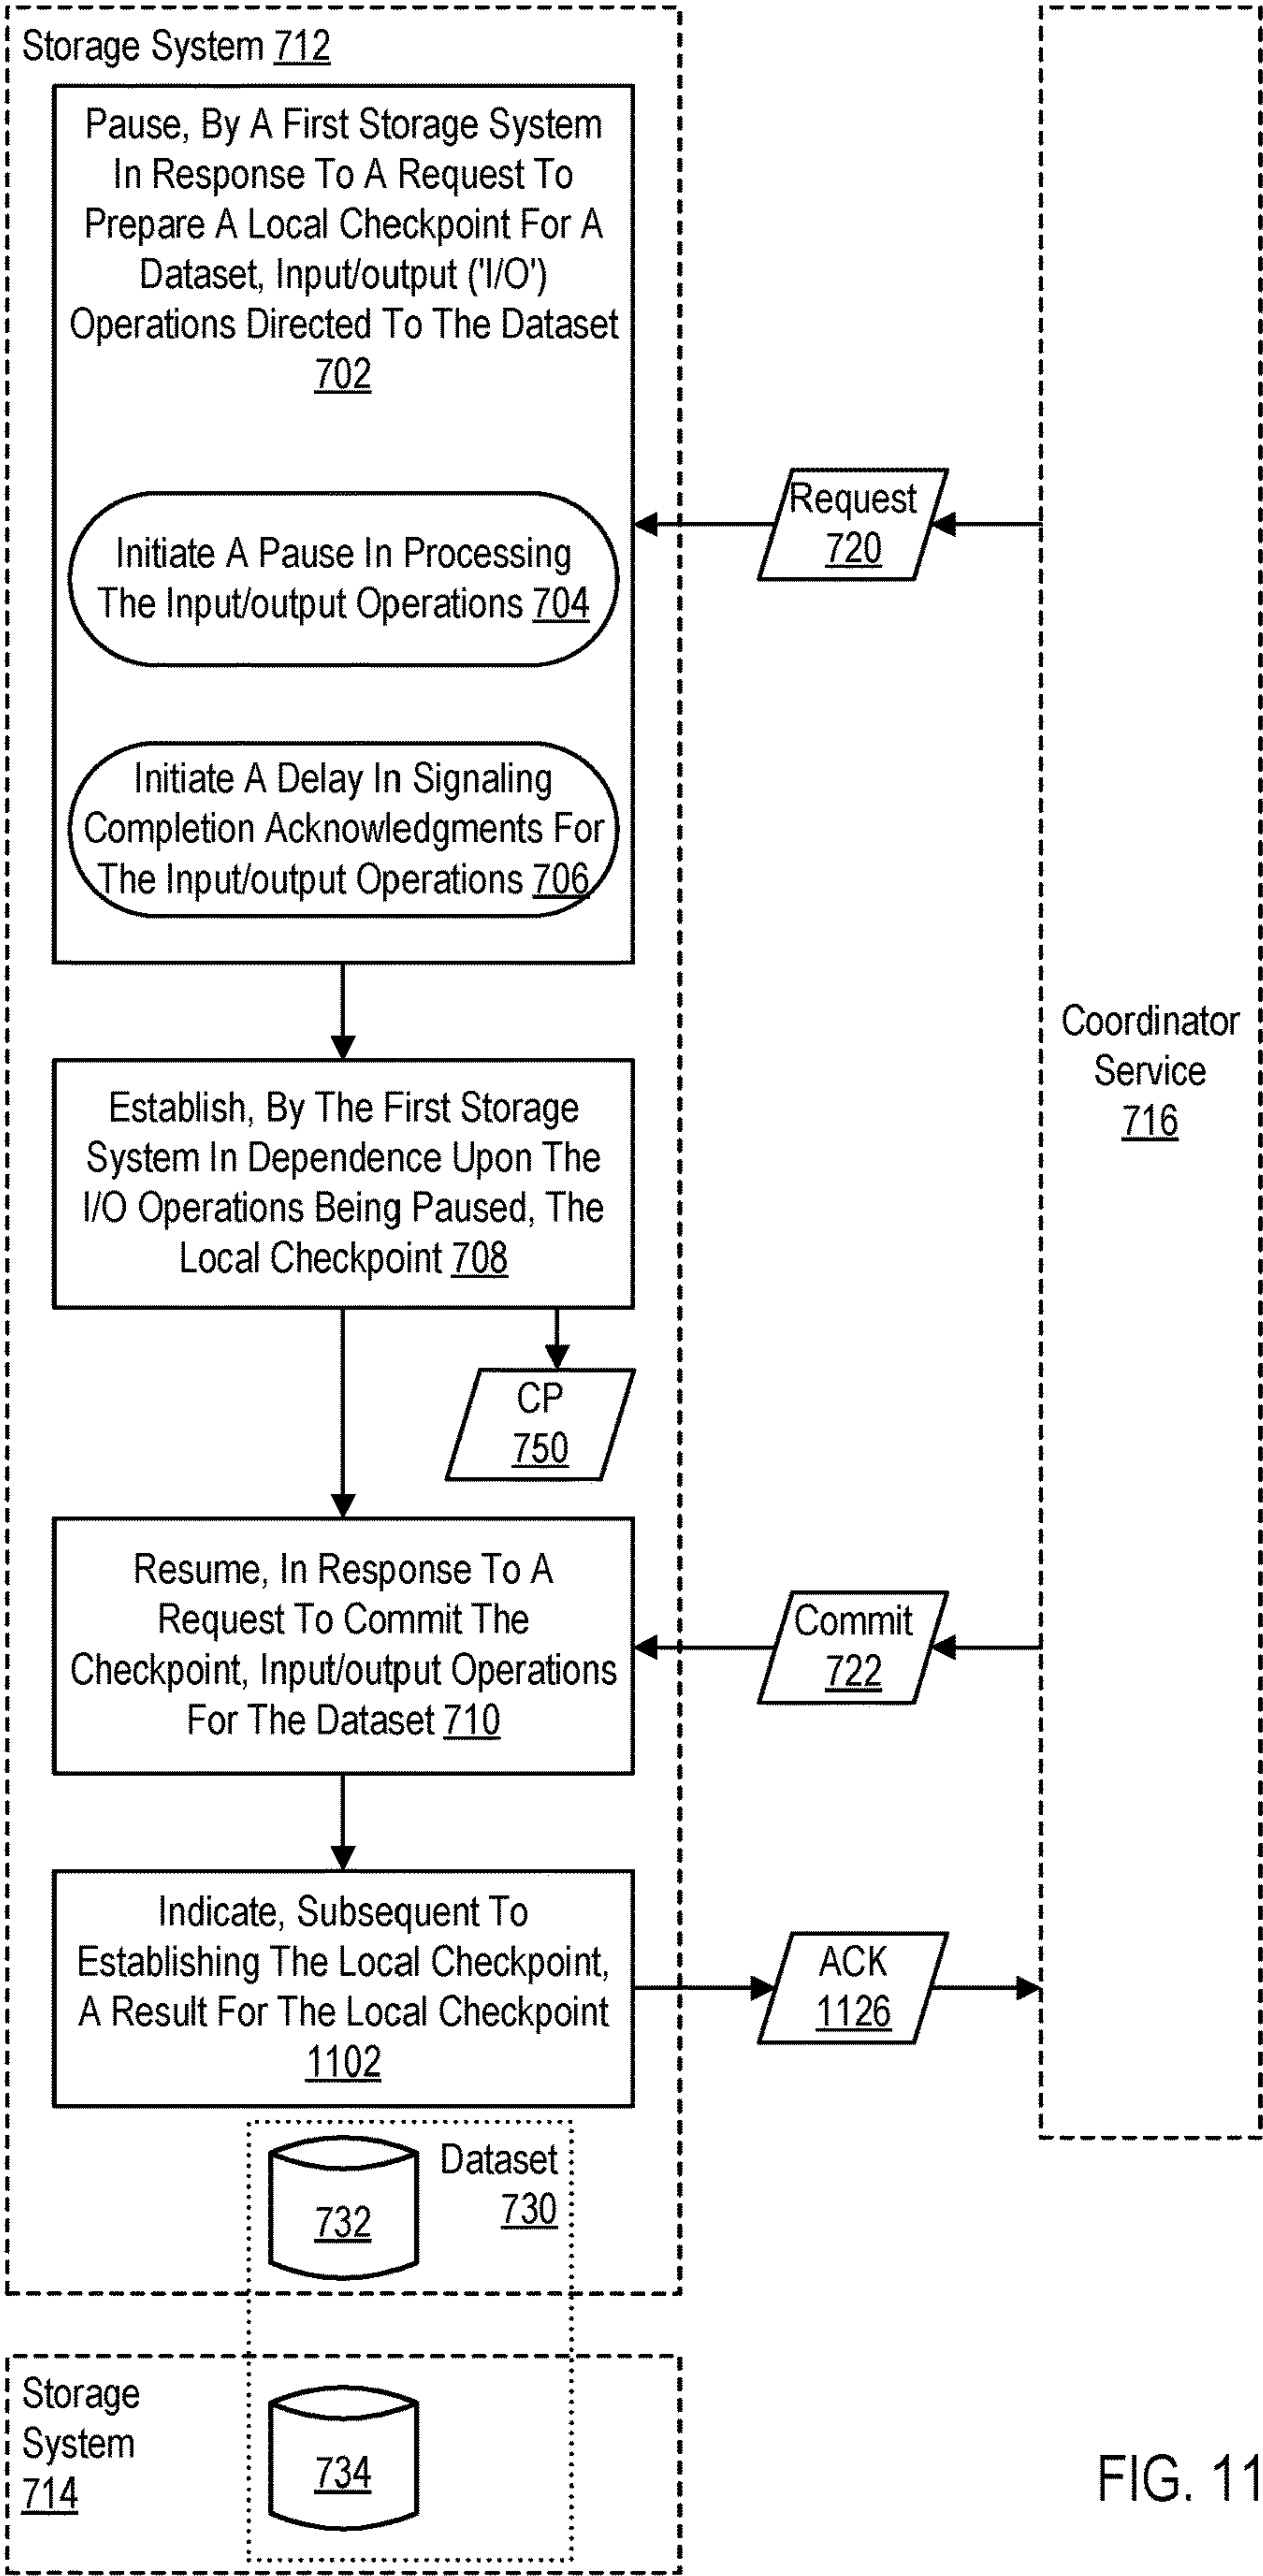 Storage System 712
Pause, By A First Storage System
In Response To A Request To
Prepare A Local Checkpoint For A
Dataset, Input/output ('I/O')
Operations Directed To The Dataset
702
Request
720
Initiate A Pause In Processing
The Input/output Operations 704
Initiate A Delay In Signaling
Completion Acknowledgments For
The Input/output Operations 706
Coordinator
Service
716
Establish, By The First Storage
System In Dependence Upon The
I/O Operations Being Paused, The
Local Checkpoint 708
CP
750
Resume, In Response To A
Request To Commit The
Checkpoint, Input/output Operations
For The Dataset 710
Commit
722
Indicate, Subsequent To
Establishing The Local Checkpoint,
A Result For The Local Checkpoint
1102
ACK
1126
Dataset
730
732
Storage
System
714
734
FIG. 11